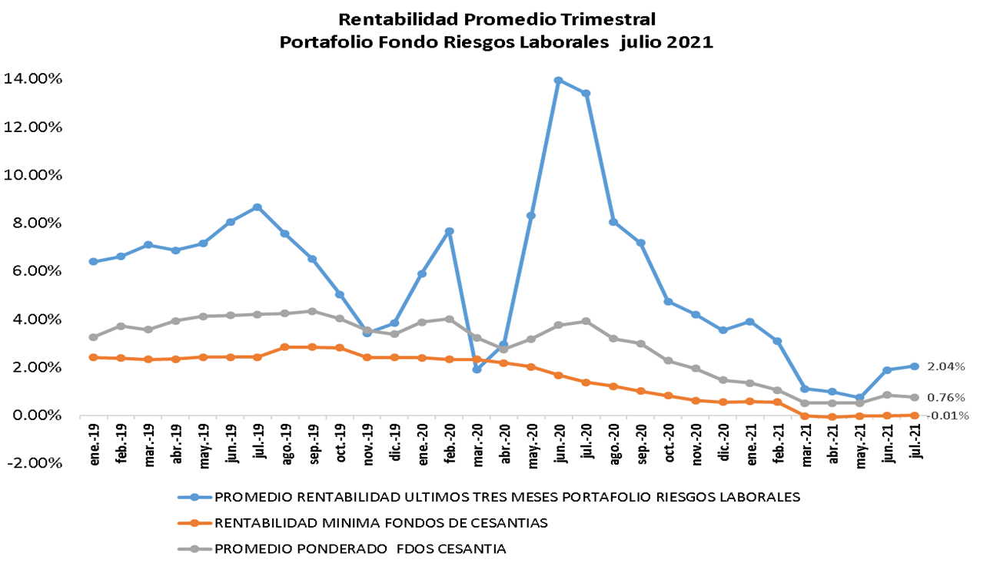 Rentabilidad Promedio Trimestral
Portafolio Fondo Riesgos Laborales julio 2021
14.00%
12.00%
10.00%
8.00%
6.00%
4.00%
2.00%
0.00%
-2.00%
2.04%
0.76%
-0.01%
ene.-19
feb.-19
mar.-19
abr.-19
may.-19
jun.-19
jul.-19
ago.-19
sep.-19
oct.-19
nov.-19
dic.-19
ene.-20
feb.-20
mar.-20
abr.-20
may.-20
jun.-20
jul.-20
ago.-20
sep.-20
oct.-20
nov.-20
dic.-20
ene.-21
feb.-21
mar.-21
abr.-21
may.-21
jun.-21
jul.-21
PROMEDIO RENTABILIDAD ULTIMOS TRES MESES PORTAFOLIO RIESGOS LABORALES
RENTABILIDAD MINIMA FONDOS DE CESANTIAS
PROMEDIO PONDERADO FDOS CESANTIA